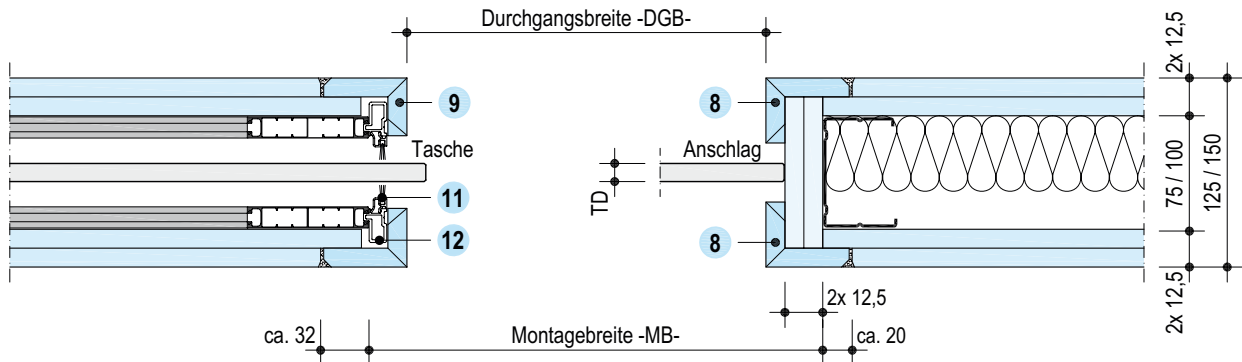 Durchgangsbreite -DGB-
2x 12,5
9
8
Tasche
Anschlag
TD
75 / 100
125 / 150
11
12
8
2x 12,5
2x 12,5
ca. 32
Montagebreite -MB-
ca. 20